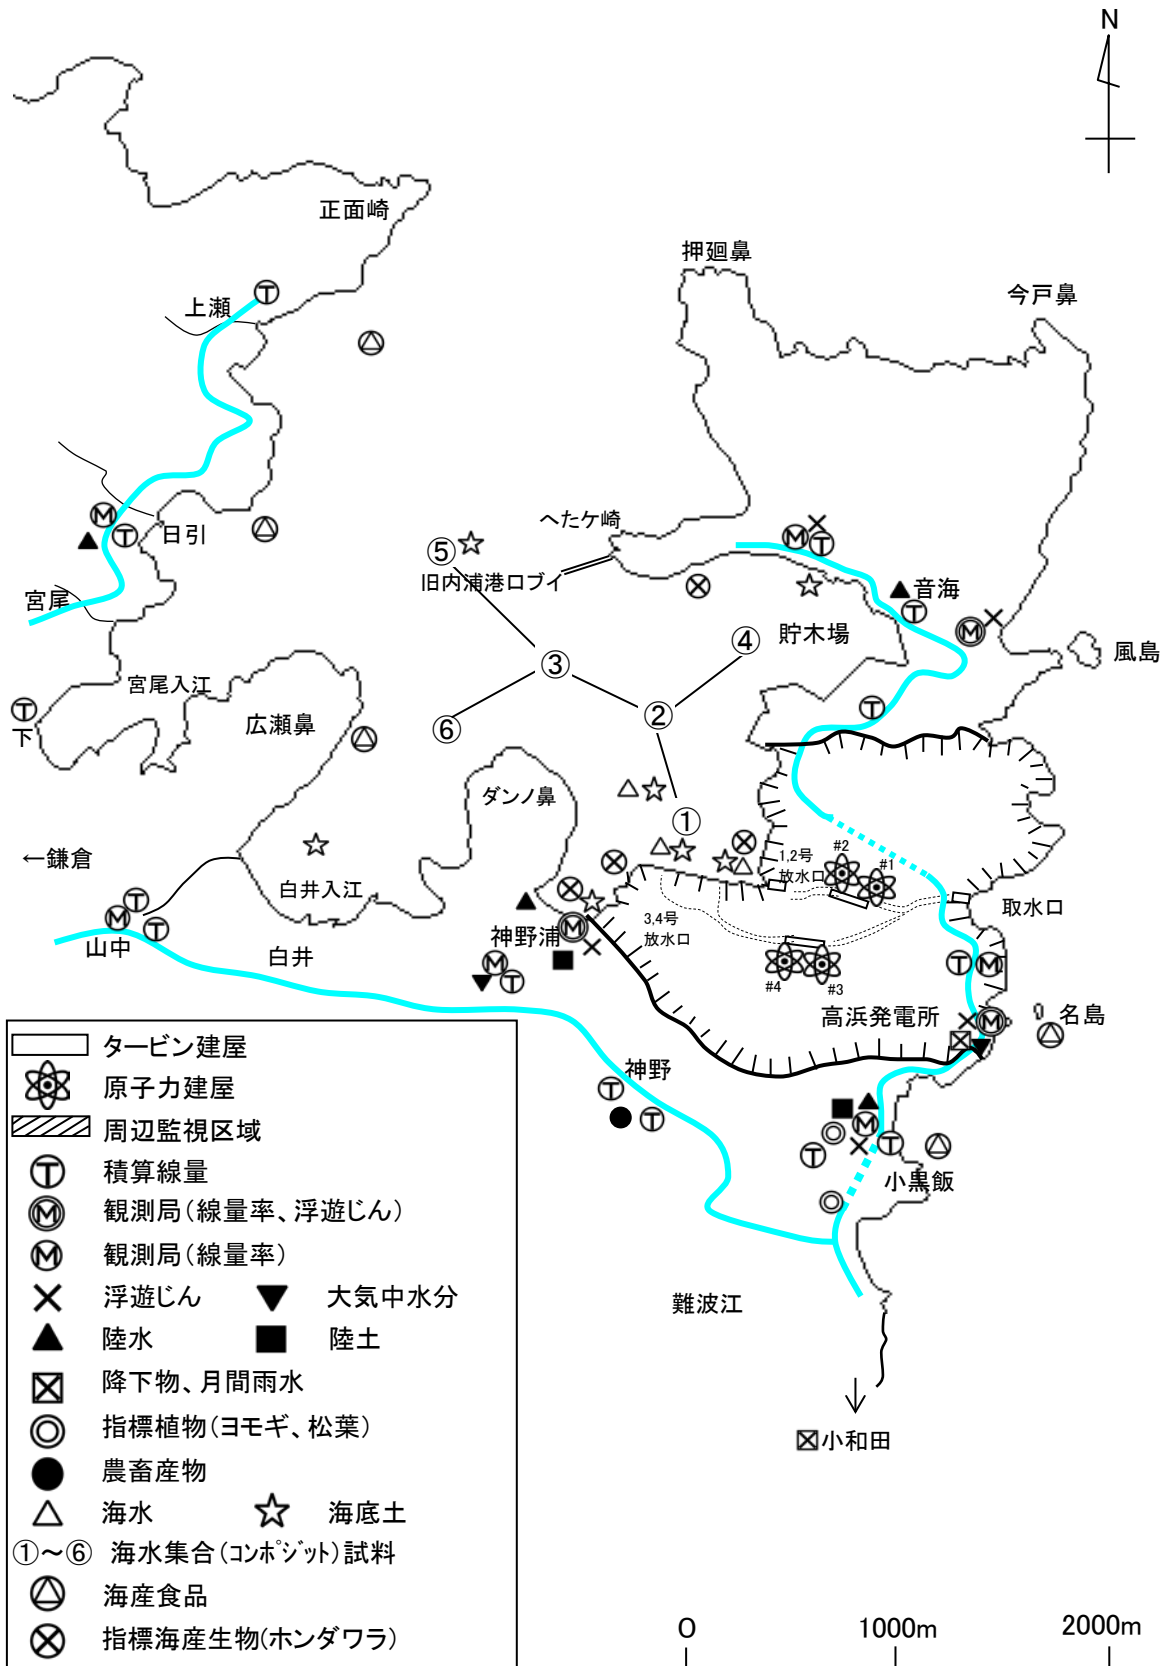 N
正面崎
押廻鼻
今戸鼻
上瀬
T
へたケ崎
M
日引
T
⑤
旧内浦港口ブイ
M
T
音海
T
M
宮尾
貯木場
④
風島
③
宮尾入江
T
下
広瀬鼻
⑥
②
T
ダンノ鼻
①
←鎌倉
1,2号
放水口
#2
#1
白井入江
取水口
T
M
T
山中
白井
神野浦
M
3,4号
放水口
M
T
#4
#3
T
M
高浜発電所
M
名島
神野
T
T
M
T
T
小黒飯
難波江
小和田
タービン建屋
原子力建屋
周辺監視区域
T 積算線量
M 観測局(線量率、浮遊じん)
M 観測局(線量率)
浮遊じん 大気中水分
陸水 陸土
降下物、月間雨水
指標植物(ヨモギ、松葉)
農畜産物
海水 海底土
①～⑥ 海水集合(コンポジット)試料
海産食品
指標海産生物(ホンダワラ)
O 1000m 2000m